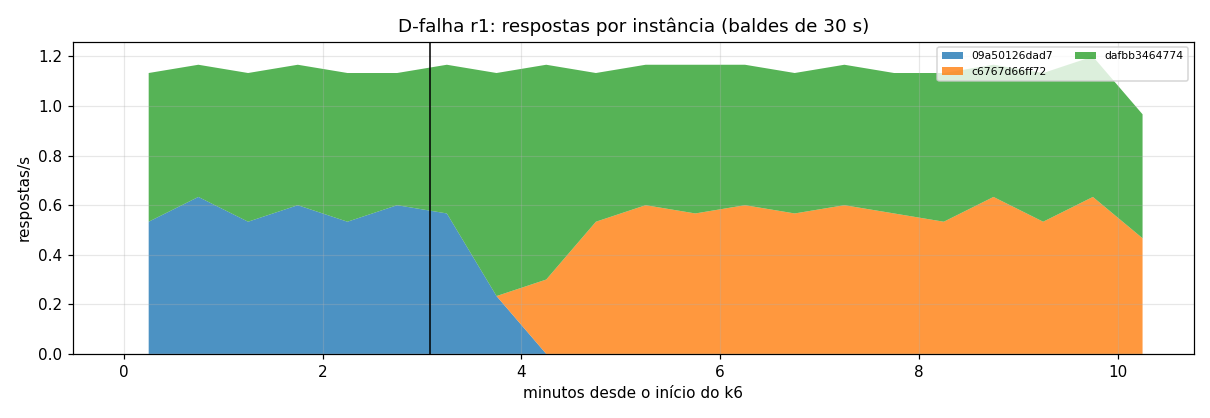 D-falha r1: respostas por instância (baldes de 30 s)
09a50126dad7
c6767d66ff72
dafbb3464774
respostas/s
1.2
1.0
0.8
0.6
0.4
0.2
0.0
0 2 4 6 8 10
minutos desde o início do k6